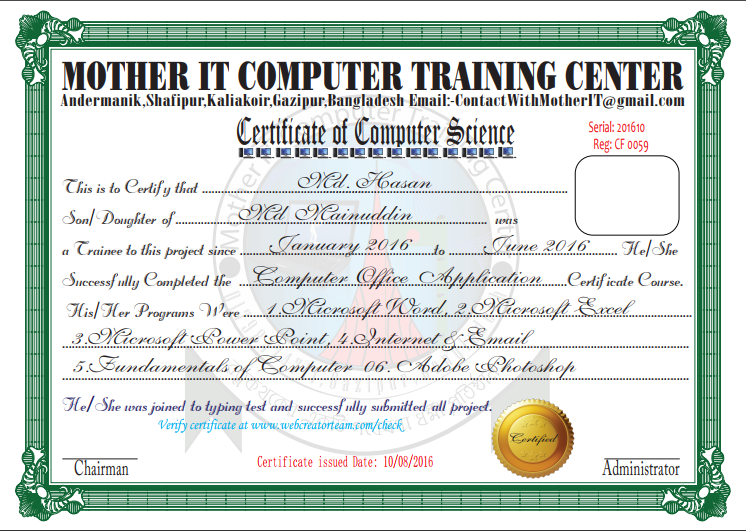 MOTHER IT COMPUTER TRAINING CENTER
Andermanik,Shafipur,Kaliakoir,Gazipur,Bangladesh Email:-ContactWithMotherIT@gmail.com
Certificate of Computer Science
Serial: 201610
Reg: CF 0059
This is to Certify that Md. Hasan
Son/Doughter of Md Mainuddin was
a Trainee to this project since January 2016 to June 2016 He/She
Successfully Completed the Computer Office Application Certificate Course.
His/Her Programs Were 1.Microsoft Word, 2.Microsoft Excel
3.Microsoft Power Point, 4.Internet & Email
5.Fundamentals of Computer 06. Adobe Photoshop
He/She was joined to typing test and successfully submitted all project.
Verify certificate at www.webcreatorteam.com/check
Certified
Chairman
Certificate issued Date: 10/08/2016
Administrator